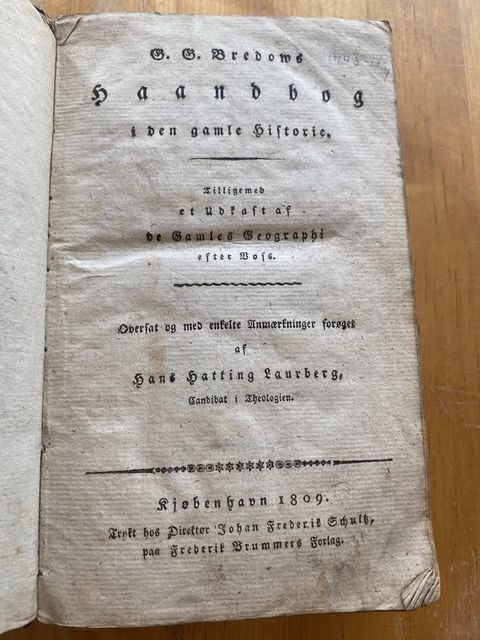 G. G. Bredows
Haandbog
i den gamle Historie,
Tilligemed
et Udkast af
de Gamles Geographi
efter Voss.
Oversat og med enkelte Anmærkninger forøget
af
Hans Hatting Laurberg,
Candidat i Theologien.
Kjøbenhavn 1809.
Trykt hos Direktør Johan Frederik Schultz,
paa Frederik Brummers Forlag.